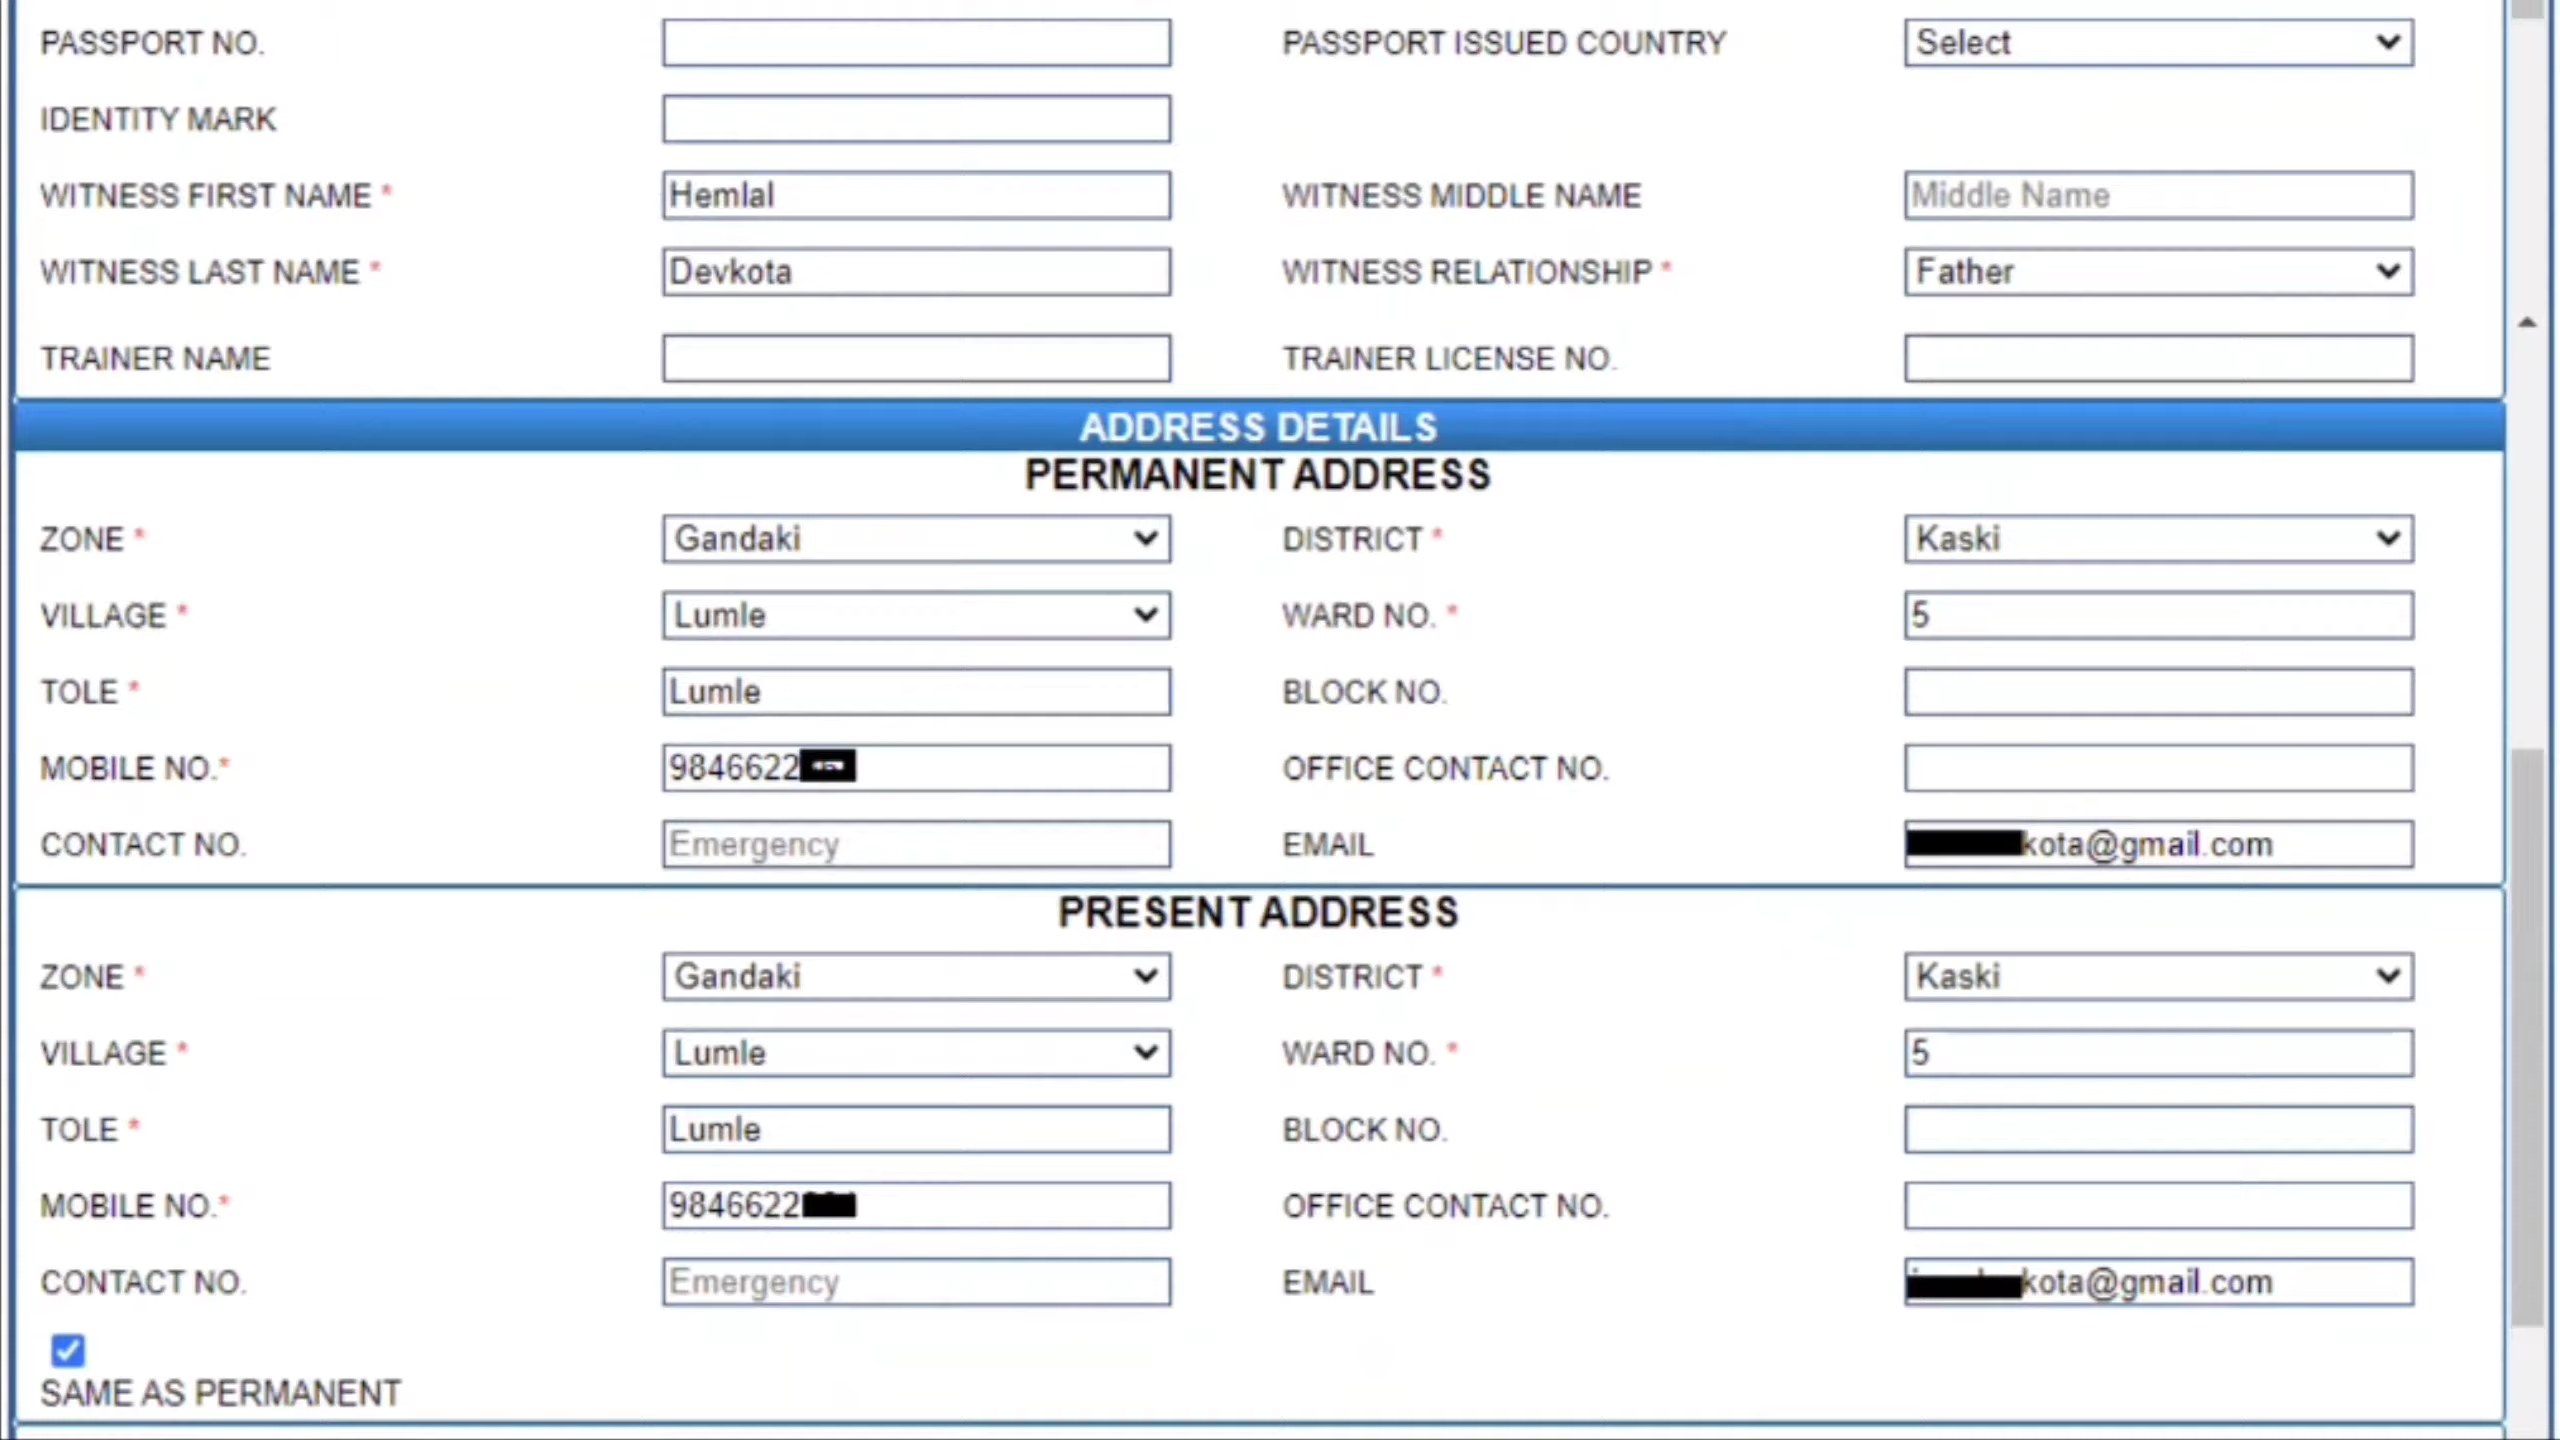 PASSPORT NO. PASSPORT ISSUED COUNTRY Select
IDENTITY MARK
WITNESS FIRST NAME * Hemlal WITNESS MIDDLE NAME Middle Name
WITNESS LAST NAME * Devkota WITNESS RELATIONSHIP * Father
TRAINER NAME TRAINER LICENSE NO.
ADDRESS DETAILS
PERMANENT ADDRESS
ZONE * Gandaki DISTRICT * Kaski
VILLAGE * Lumle WARD NO. * 5
TOLE * Lumle BLOCK NO.
MOBILE NO.* 9846622 OFFICE CONTACT NO.
CONTACT NO. Emergency EMAIL kota@gmail.com
PRESENT ADDRESS
ZONE * Gandaki DISTRICT * Kaski
VILLAGE * Lumle WARD NO. * 5
TOLE * Lumle BLOCK NO.
MOBILE NO.* 9846622 OFFICE CONTACT NO.
CONTACT NO. Emergency EMAIL kota@gmail.com
SAME AS PERMANENT